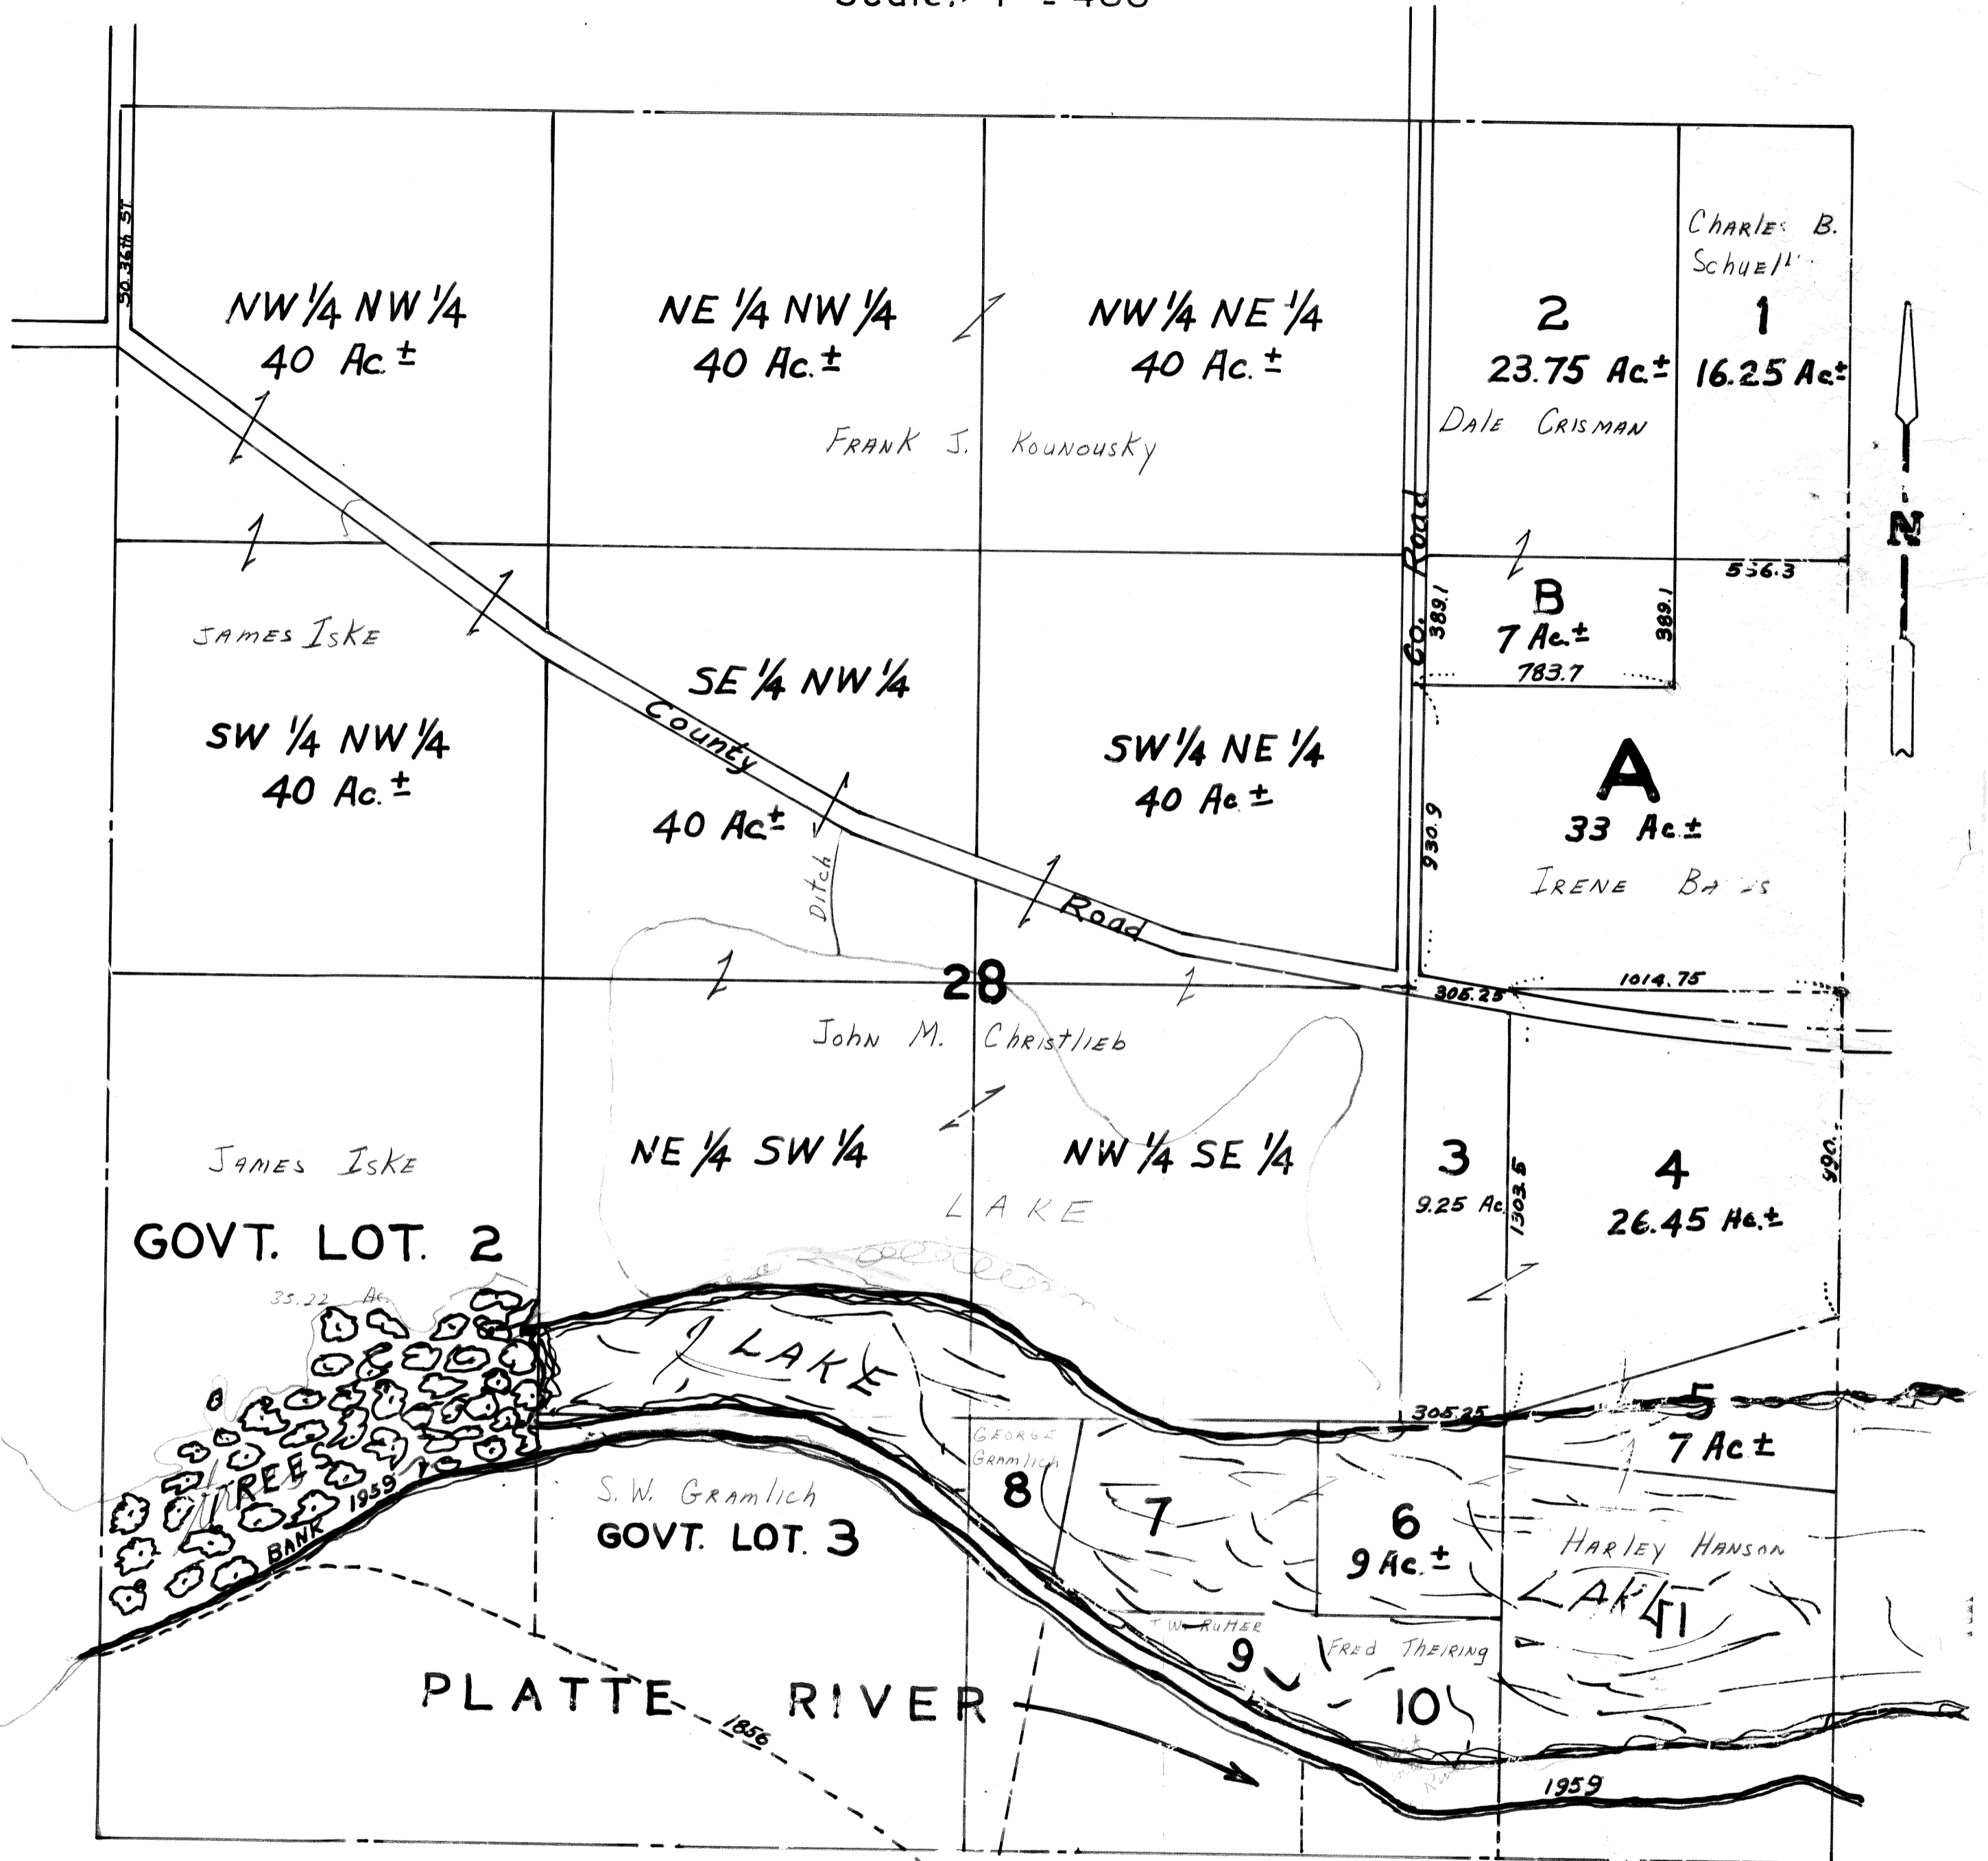 So. 36th ST.
NW 1/4 NW 1/4
40 Ac.±
NE 1/4 NW 1/4
40 Ac.±
NW 1/4 NE 1/4
40 Ac.±
FRANK J. KOUNOUSKY
2
23.75 Ac.±
DALE CRISMAN
CHARLES B.
1
16.25 Ac±
N
Co. Road
536.3
389.1
B
7 Ac.±
783.7
389.1
JAMES ISKE
SW 1/4 NW 1/4
40 Ac.±
SE 1/4 NW 1/4
40 Ac±
County Road
Ditch
SW 1/4 NE 1/4
40 Ac ±
930.9
A
33 Ac.±
IRENE
28
305.25
1014.75
JOHN M. CHRISTLIEB
JAMES ISKE
GOVT. LOT. 2
35.22 Ac.
NE 1/4 SW 1/4
NW 1/4 SE 1/4
LAKE
3
9.25 Ac.
1303.5
4
26.45 Ac.±
990.
LAKE
305.25
5
7 Ac ±
TREES
BANK 1959
S. W. GRAMLICH
GOVT. LOT. 3
GEORGE
GRAMLICH
8
7
6
9 Ac.±
HARLEY HANSON
LAKE
11
9
FRED THEIRING
10
PLATTE RIVER
1856
1959